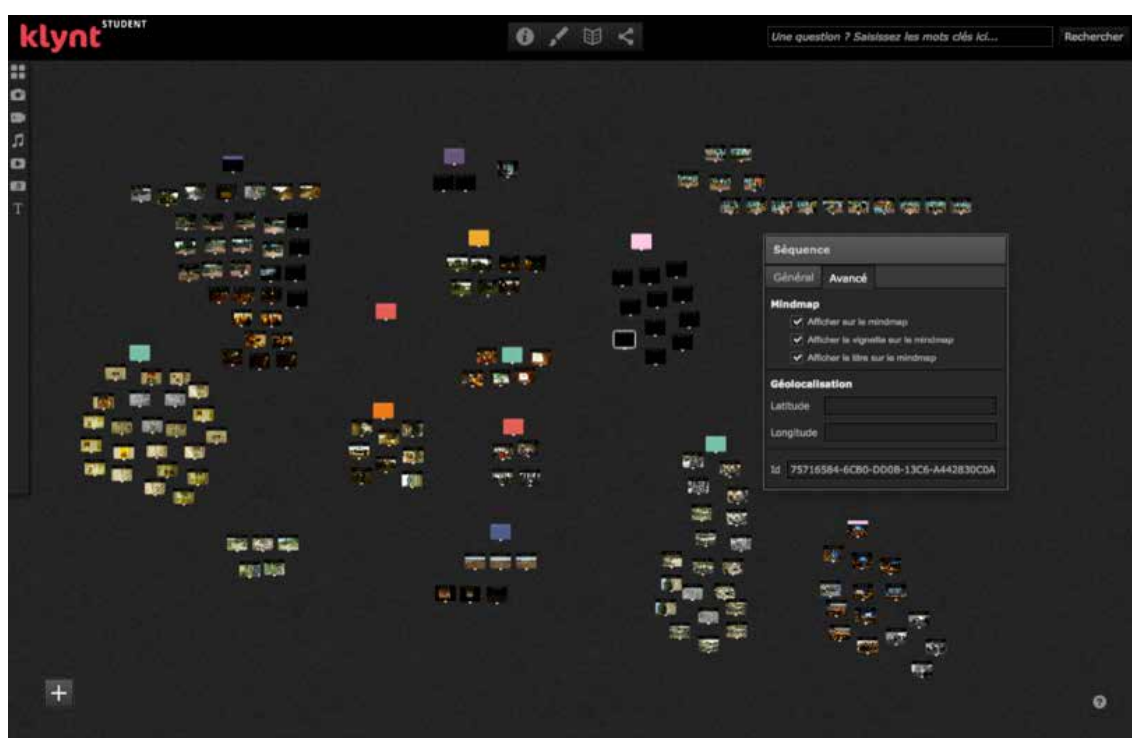 klynt STUDENT
Une question ? Saisissez les mots clés ici...
Rechercher
T
Séquence
Général Avancé
Mindmap
Afficher sur le mindmap
Afficher la vignette sur le mindmap
Afficher le titre sur le mindmap
Géolocalisation
Latitude
Longitude
Id 75716584-6CB0-DD0B-13C6-A442830C0A
+
?